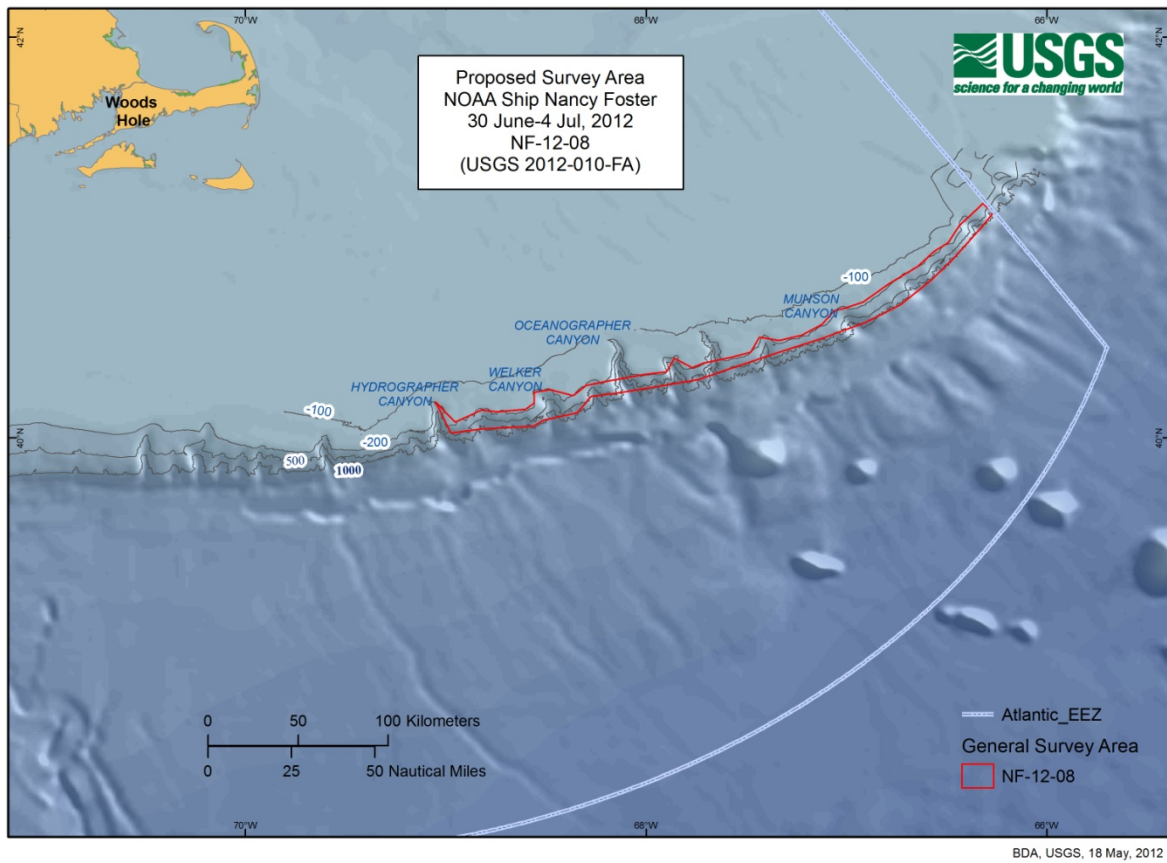 70°W
68°W
66°W
42°N
42°N
USGS
science for a changing world
Proposed Survey Area
NOAA Ship Nancy Foster
30 June-4 Jul, 2012
NF-12-08
(USGS 2012-010-FA)
Woods
Hole
-100
MUNSON
CANYON
OCEANOGRAPHER
CANYON
WELKER
CANYON
HYDROGRAPHER
CANYON
-100
-200
500
1000
40°N
40°N
0 50 100 Kilometers
0 25 50 Nautical Miles
Atlantic_EEZ
General Survey Area
NF-12-08
70°W
68°W
66°W
BDA, USGS, 18 May, 2012